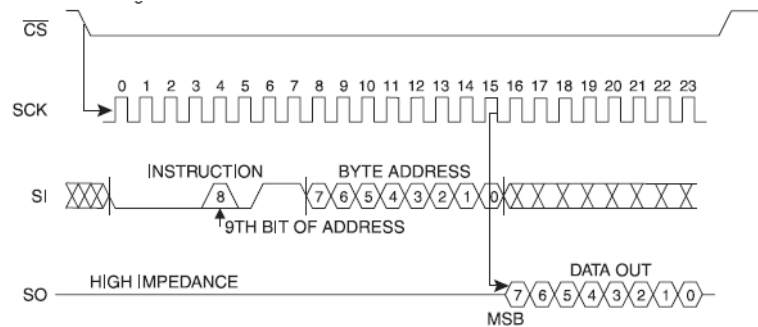 CS
0 1 2 3 4 5 6 7 8 9 10 11 12 13 14 15 16 17 18 19 20 21 22 23
SCK
INSTRUCTION BYTE ADDRESS
SI 8 7 6 5 4 3 2 1 0
9TH BIT OF ADDRESS
HIGH IMPEDANCE DATA OUT
SO 7 6 5 4 3 2 1 0
MSB